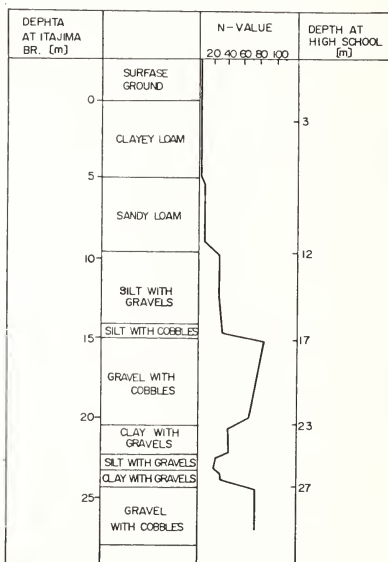 DEPHTA
AT ITAJIMA
BR. [m]
N-VALUE
20 40 60 80 100
DEPTH AT
HIGH SCHOOL
[m]
SURFASE
GROUND
0
3
CLAYEY LOAM
5
SANDY LOAM
10
12
SILT WITH
GRAVELS
SILT WITH COBBLES
15
17
GRAVEL WITH
COBBLES
20
23
CLAY WITH
GRAVELS
SILT WITH GRAVELS
CLAY WITH GRAVELS
25
27
GRAVEL
WITH COBBLES